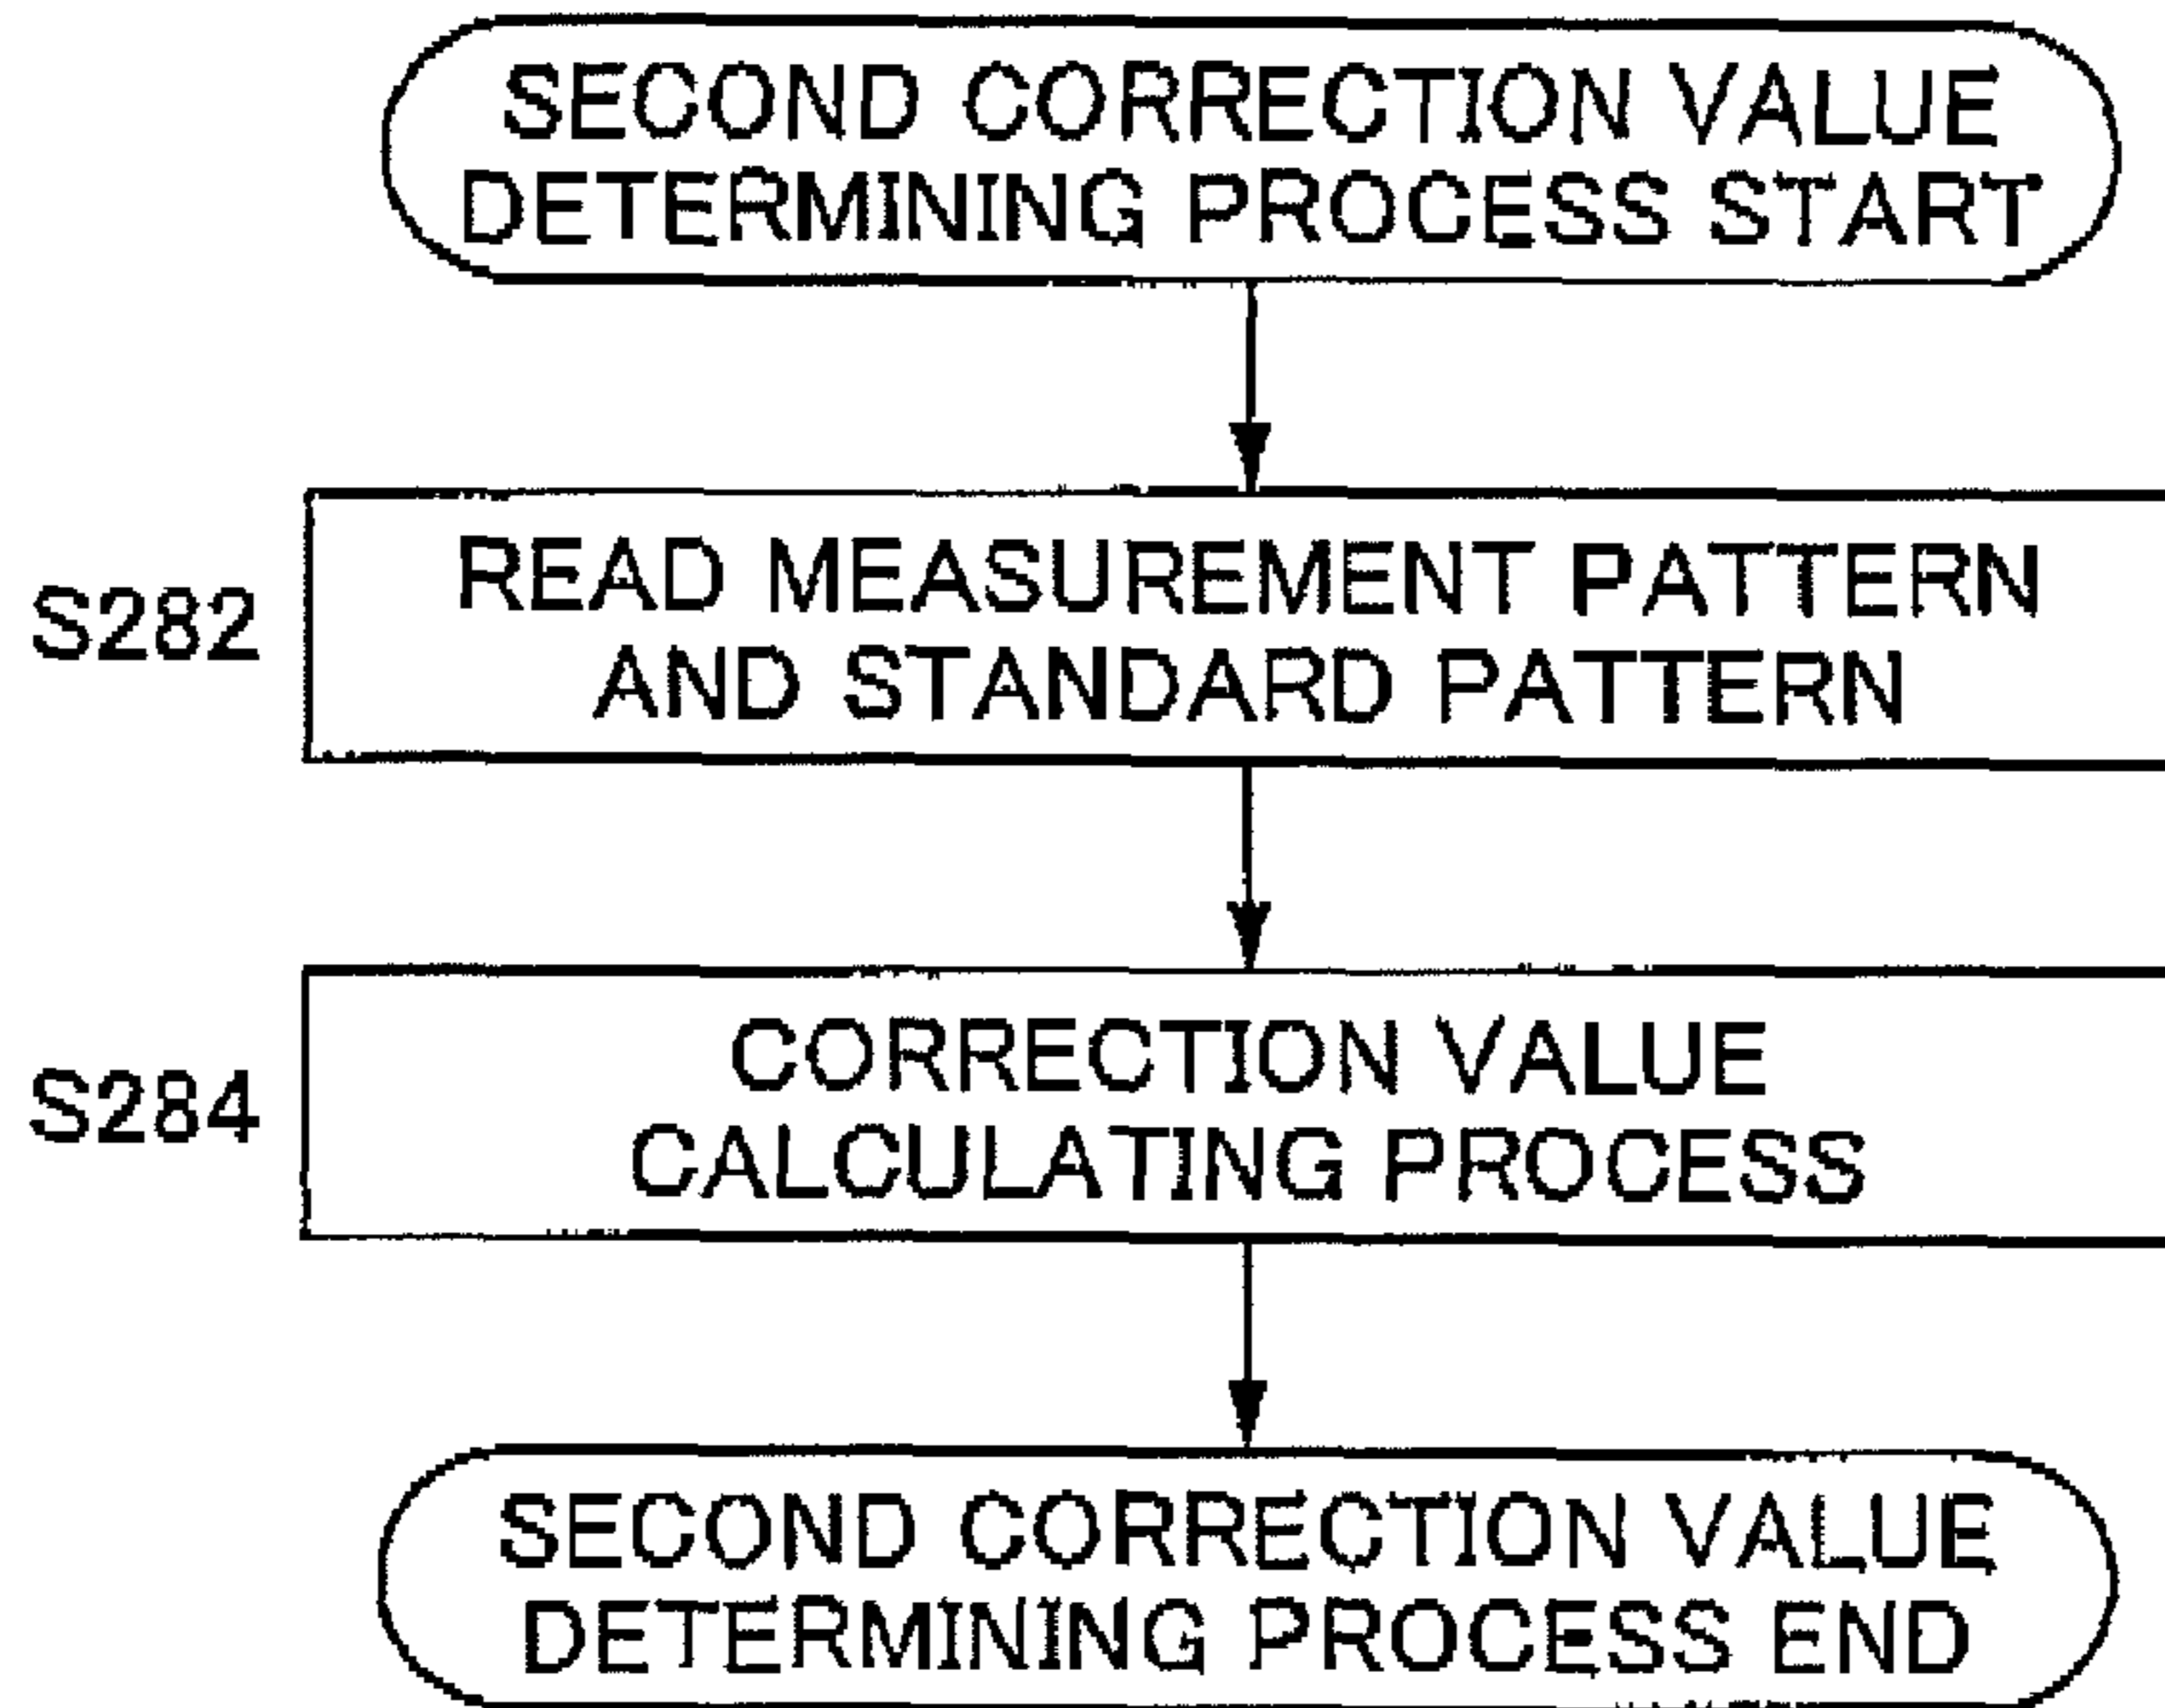 SECOND CORRECTION VALUE
DETERMINING PROCESS START
S282
READ MEASUREMENT PATTERN
AND STANDARD PATTERN
S284
CORRECTION VALUE
CALCULATING PROCESS
SECOND CORRECTION VALUE
DETERMINING PROCESS END